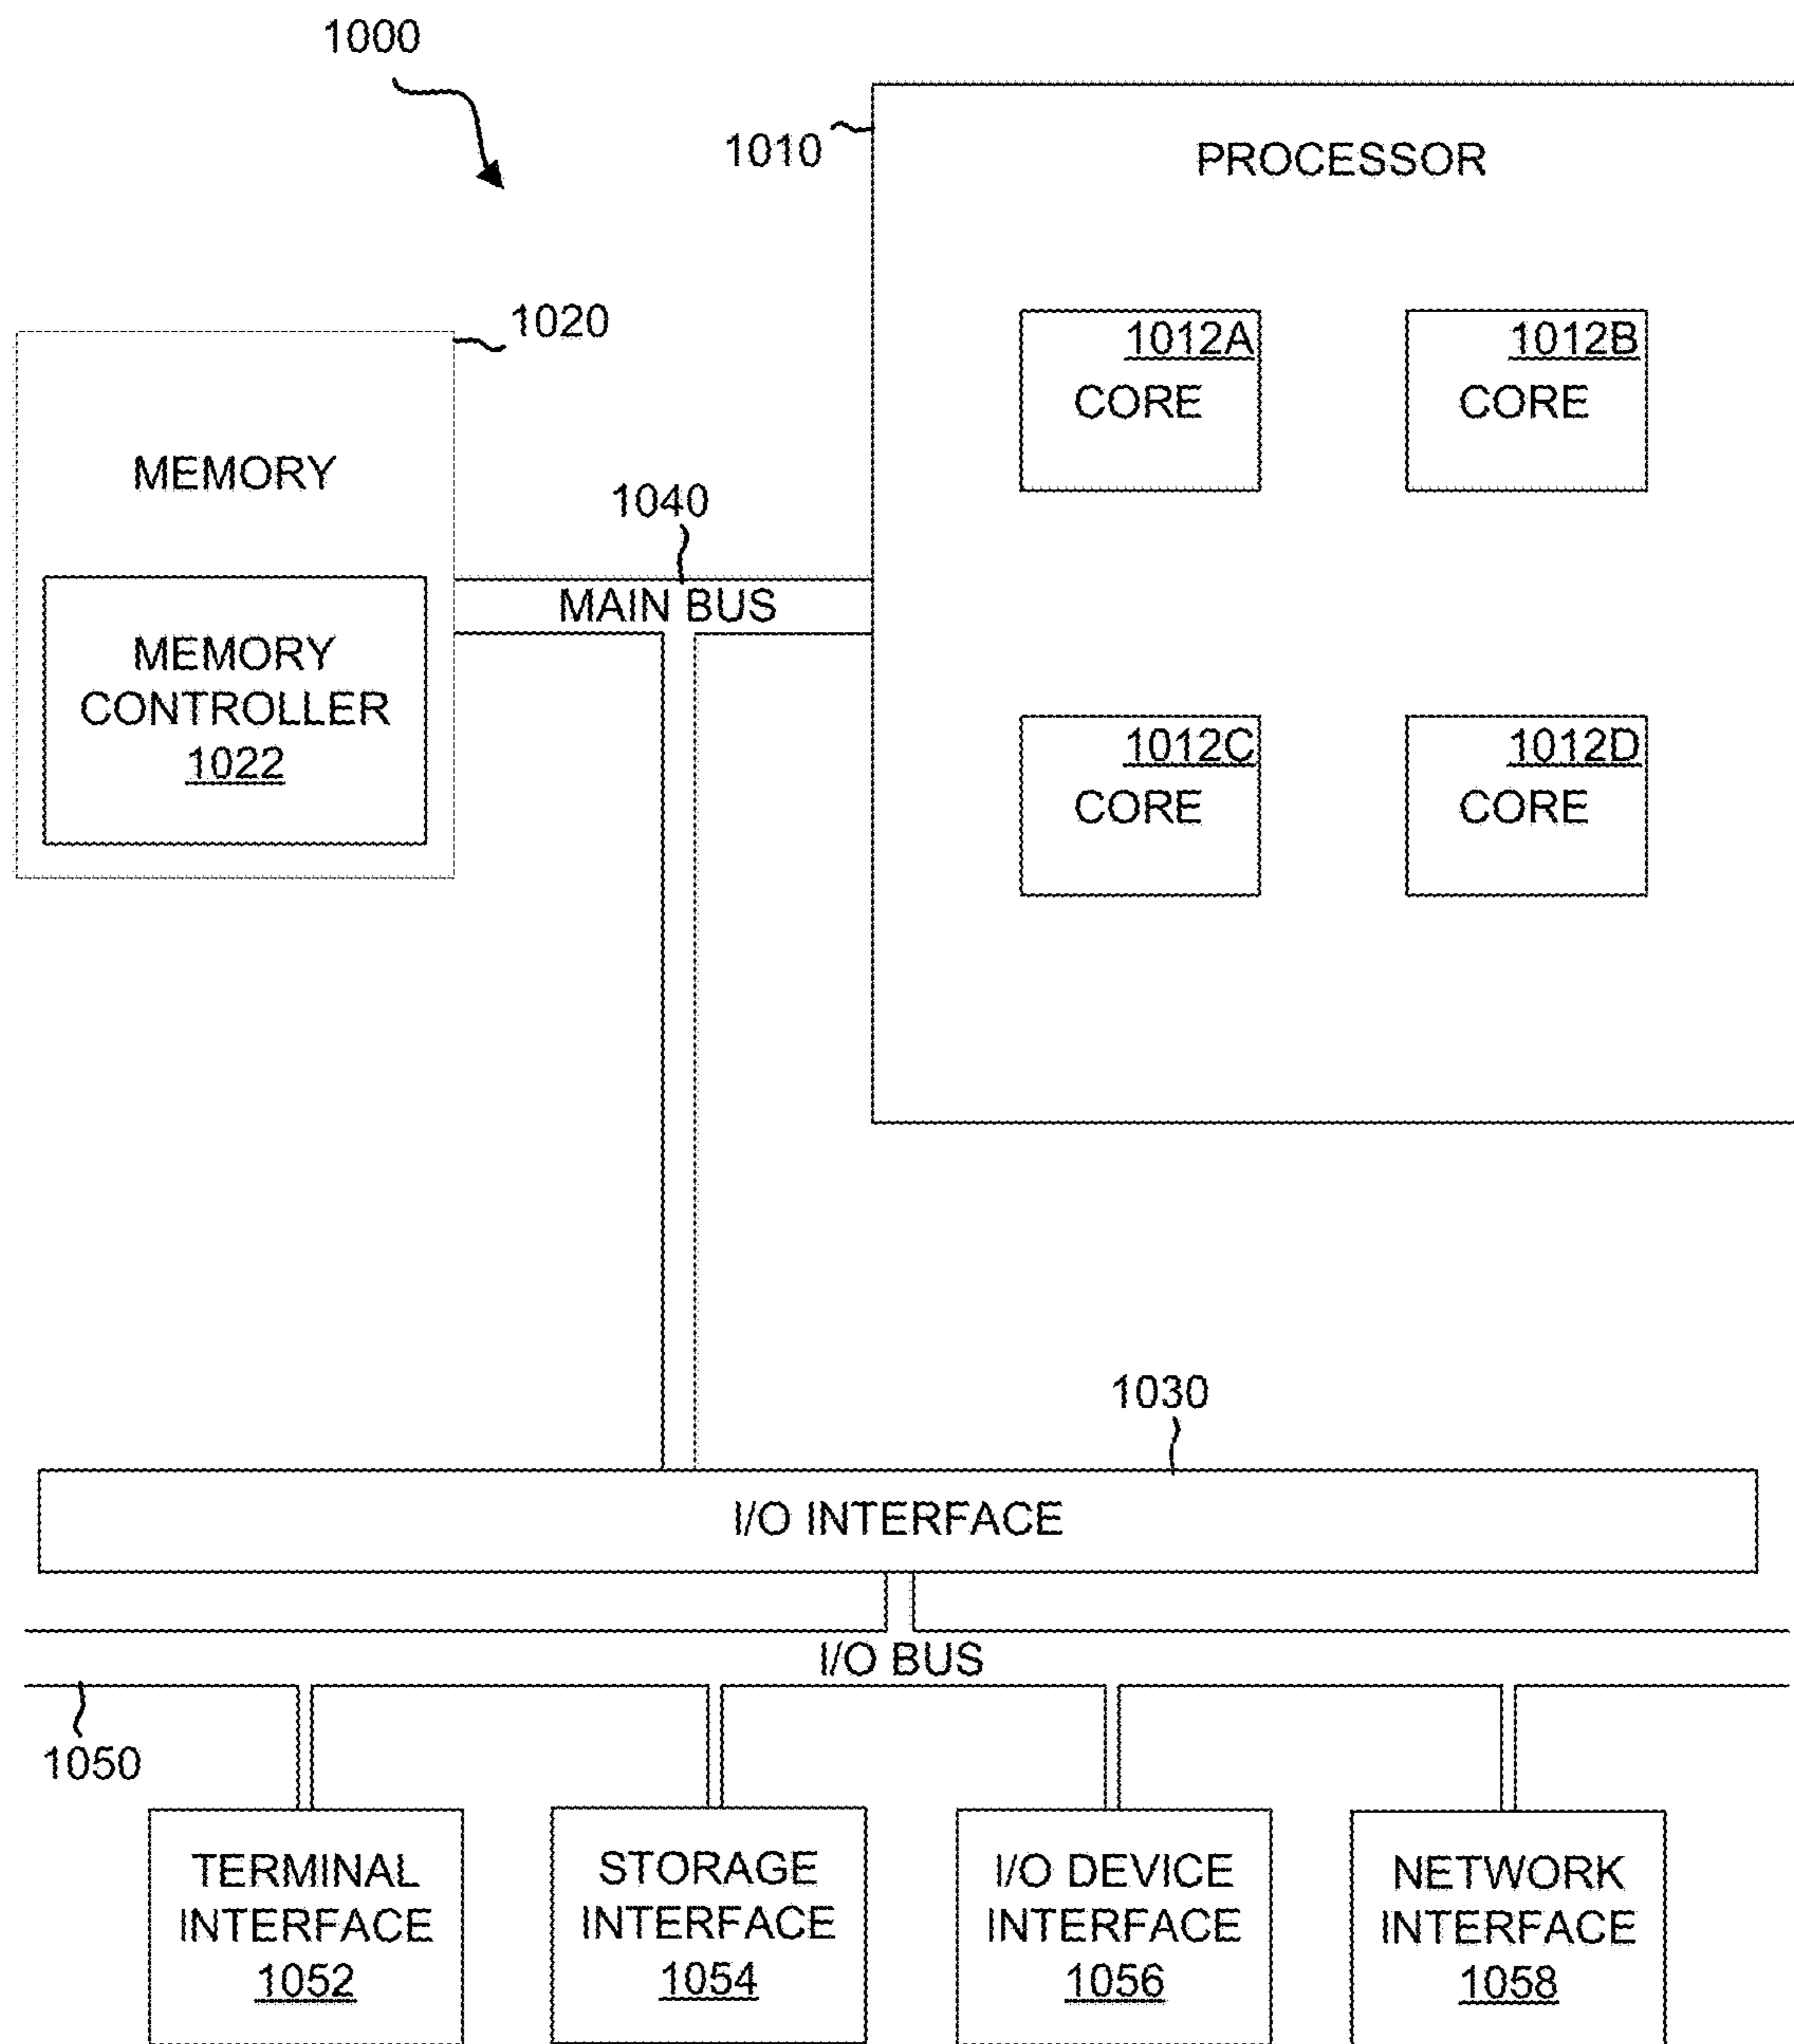 1000
1010
PROCESSOR
1020
1012A
CORE
1012B
CORE
MEMORY
1040
MAIN BUS
MEMORY
CONTROLLER
1022
1012C
CORE
1012D
CORE
1030
I/O INTERFACE
I/O BUS
1050
TERMINAL
INTERFACE
1052
STORAGE
INTERFACE
1054
I/O DEVICE
INTERFACE
1056
NETWORK
INTERFACE
1058